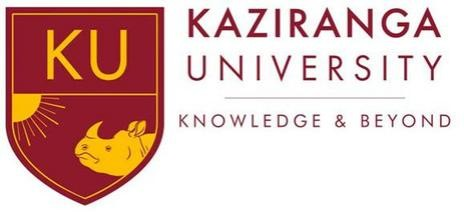 KU
KAZIRANGA
UNIVERSITY
KNOWLEDGE & BEYOND